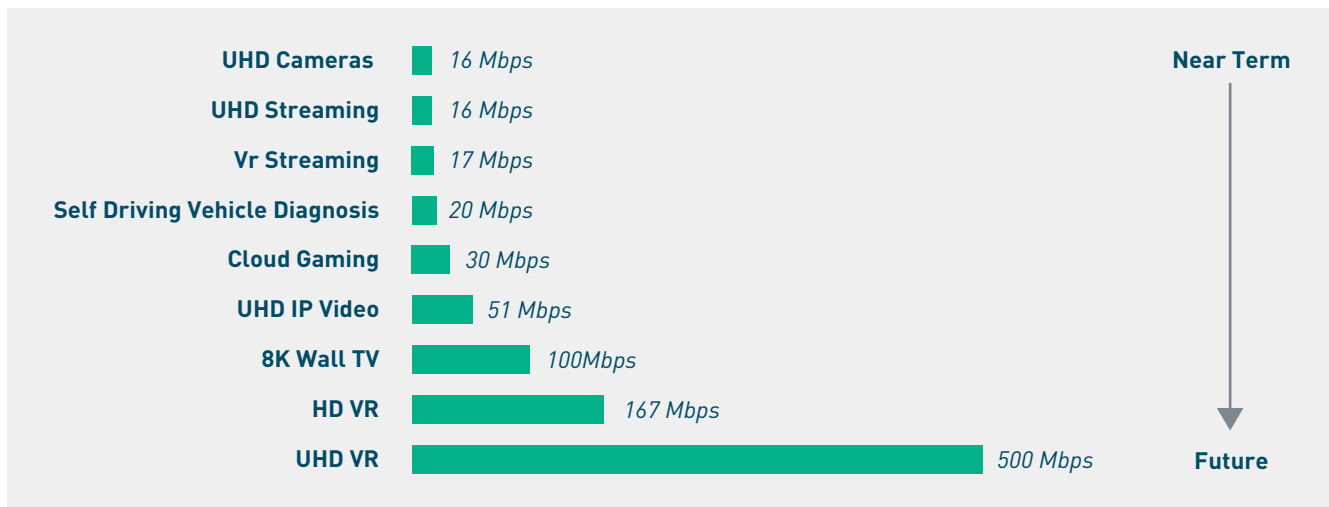 UHD Cameras 16 Mbps Near Term
UHD Streaming 16 Mbps
Vr Streaming 17 Mbps
Self Driving Vehicle Diagnosis 20 Mbps
Cloud Gaming 30 Mbps
UHD IP Video 51 Mbps
8K Wall TV 100Mbps
HD VR 167 Mbps
UHD VR 500 Mbps Future